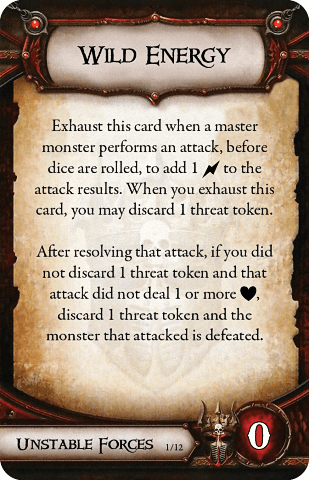 Wild Energy
Exhaust this card when a master
monster performs an attack, before
dice are rolled, to add 1 to the
attack results. When you exhaust this
card, you may discard 1 threat token.
After resolving that attack, if you did
not discard 1 threat token and that
attack did not deal 1 or more ,
discard 1 threat token and the
monster that attacked is defeated.
Unstable Forces 1/12
0